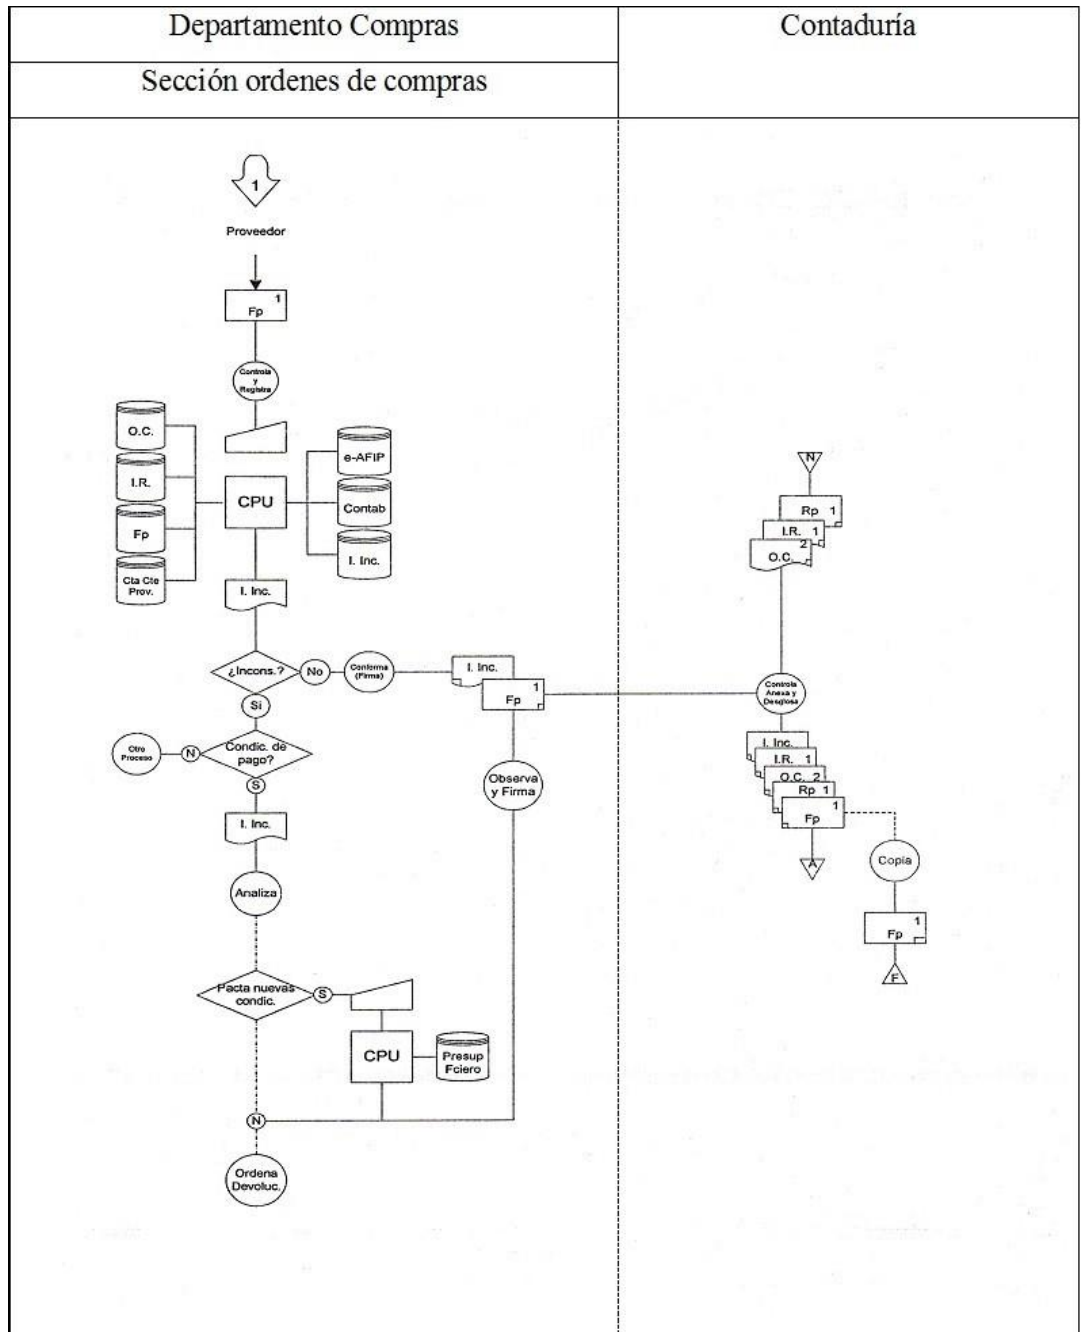 Departamento Compras
Contaduría
Sección ordenes de compras
1
Proveedor
1
Fp
Controla
y
Registra
O.C.
I.R.
Fp
Cta Cte
Prov.
CPU
e-AFIP
Contab
I. Inc.
I. Inc.
¿Incons.?
No
Conforma
(Firma)
I. Inc.
1
Fp
Si
Condic. de
pago?
N
Otro
Proceso
S
I. Inc.
Analiza
Observa
y Firma
Pacta nuevas
condic.
S
CPU
Presup
Fciero
N
Ordena
Devoluc.
N
Rp 1
I.R. 1
2
O.C.
Controla
Anexa y
Desglosa
I. Inc.
I.R. 1
O.C. 2
Rp 1
1
Fp
A
Copia
1
Fp
F